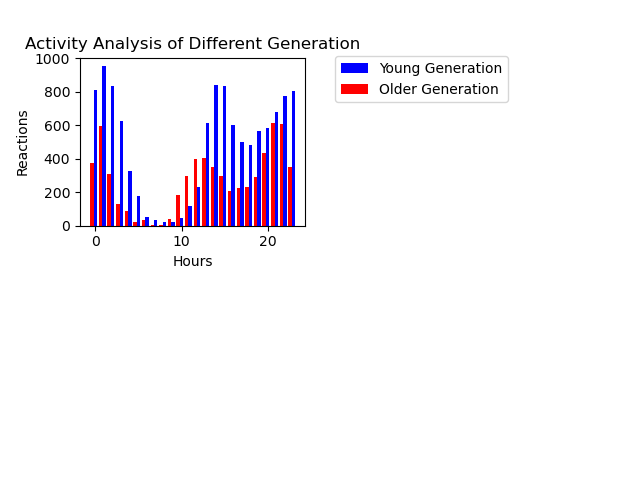 Activity Analysis of Different Generation
Young Generation
Older Generation
1000
800
600
400
200
0
Reactions
0 10 20
Hours